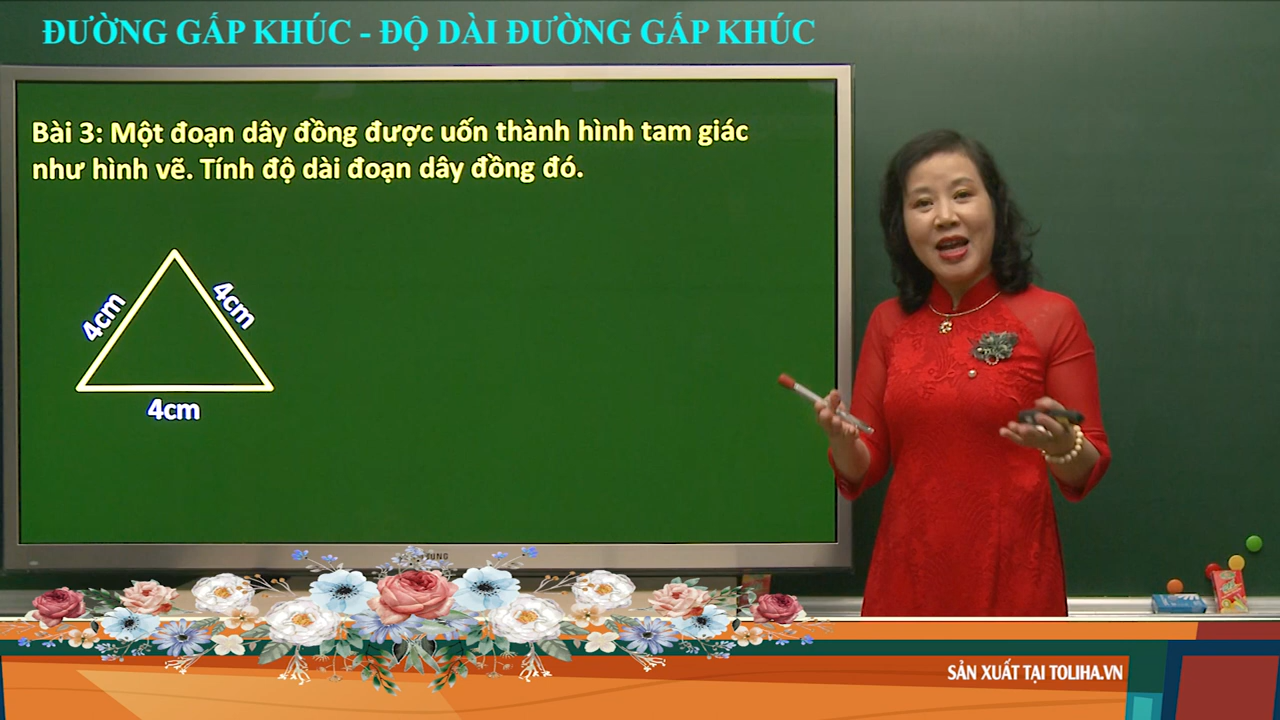 ĐƯỜNG GẤP KHÚC - ĐỘ DÀI ĐƯỜNG GẤP KHÚC
Bài 3: Một đoạn dây đồng được uốn thành hình tam giác
như hình vẽ. Tính độ dài đoạn dây đồng đó.
4cm
4cm
4cm
SẢN XUẤT TẠI TOLIHA.VN